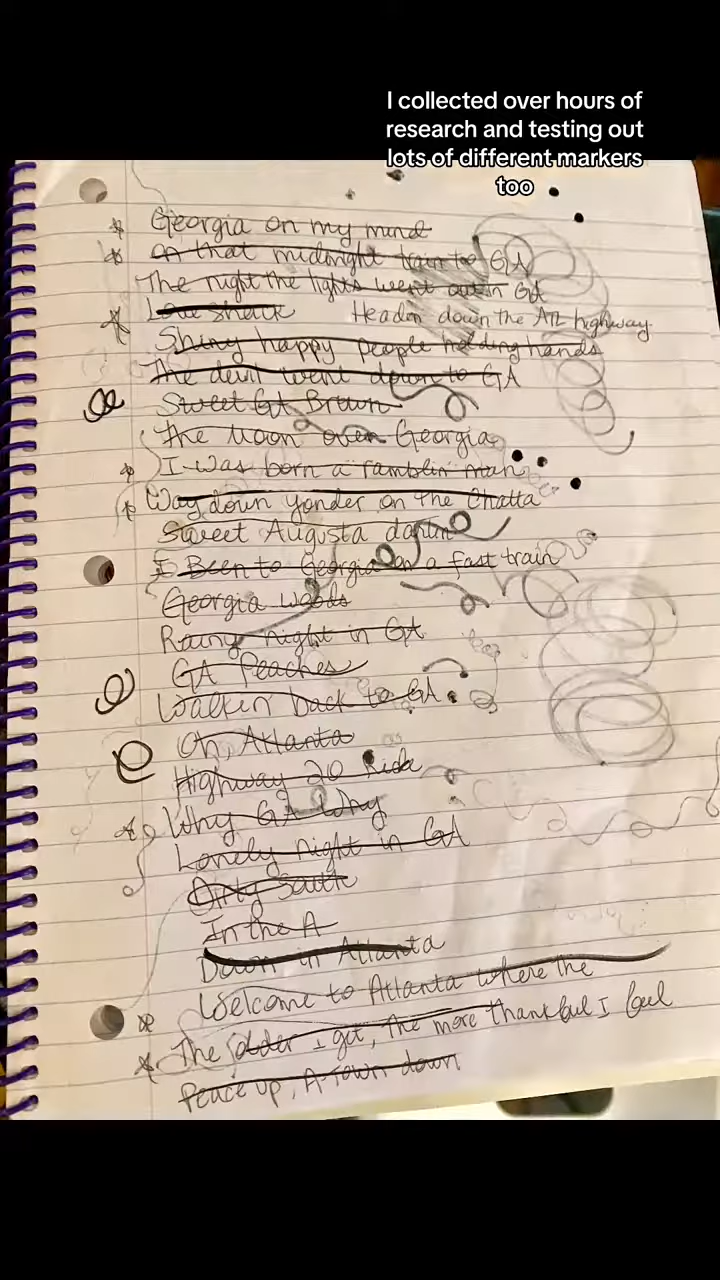 I collected over hours of
research and testing out
lots of different markers
too
Georgia on my mind
on that midnight train to GA
The night the lights went out in GA
Love shack Headin down the ATL highway
Shiny happy people holding hands
The devil went down to GA
Sweet GA Brown
The Moon over Georgia
I was born a ramblin man
Way down yonder on the Chatta
Sweet Augusta darlin
Been to Georgia on a fast train
Georgia woods
Rainy night in GA
GA Peaches
Walkin back to GA
Oh, Atlanta
Highway 20 Ride
Why GA Why
Lonely night in GA
Dirty South
In the A
Down in Atlanta
Welcome to Atlanta where the
The older I get, the more thankful I feel
Peace up, A-Town down